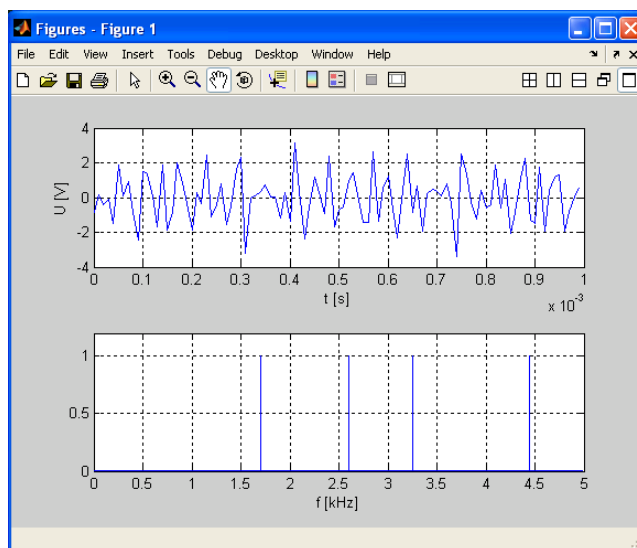 Figures - Figure 1
File Edit View Insert Tools Debug Desktop Window Help
4
2
0
-2
-4
U [V]
0 0.1 0.2 0.3 0.4 0.5 0.6 0.7 0.8 0.9 1
t [s]
x 10⁻³
1
0.5
0
0 0.5 1 1.5 2 2.5 3 3.5 4 4.5 5
f [kHz]